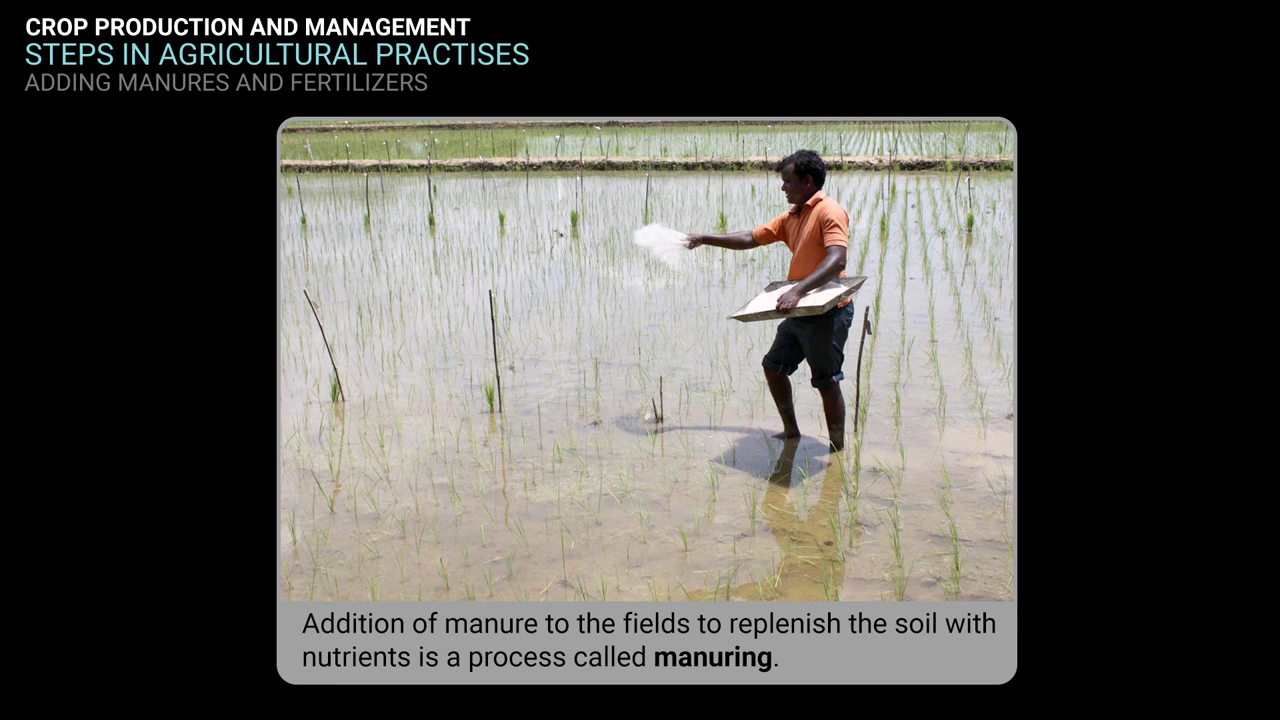 CROP PRODUCTION AND MANAGEMENT
STEPS IN AGRICULTURAL PRACTISES
ADDING MANURES AND FERTILIZERS
Addition of manure to the fields to replenish the soil with
nutrients is a process called manuring.